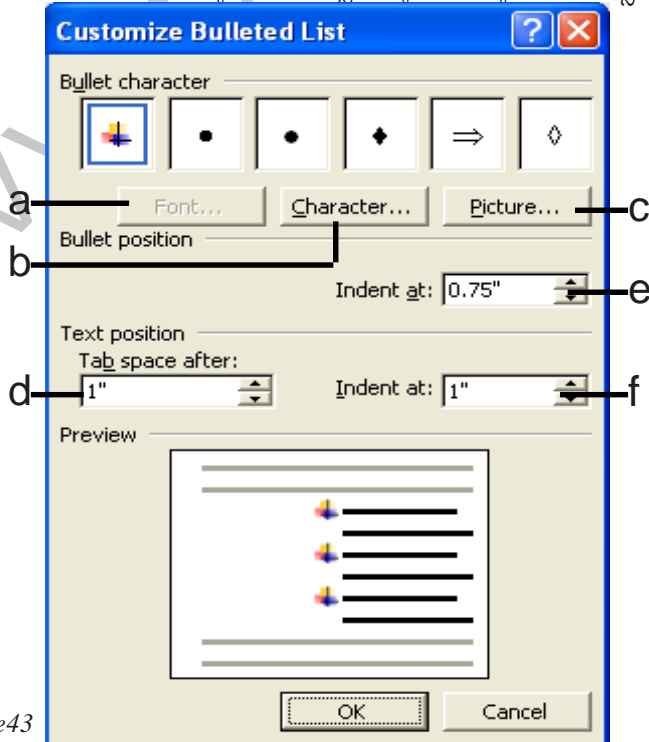 Customize Bulleted List
Bullet character
a Font... Character... Picture... c
Bullet position
b
Indent at: 0.75" e
Text position
Tab space after:
d 1" Indent at: 1" f
Preview
OK Cancel
e43